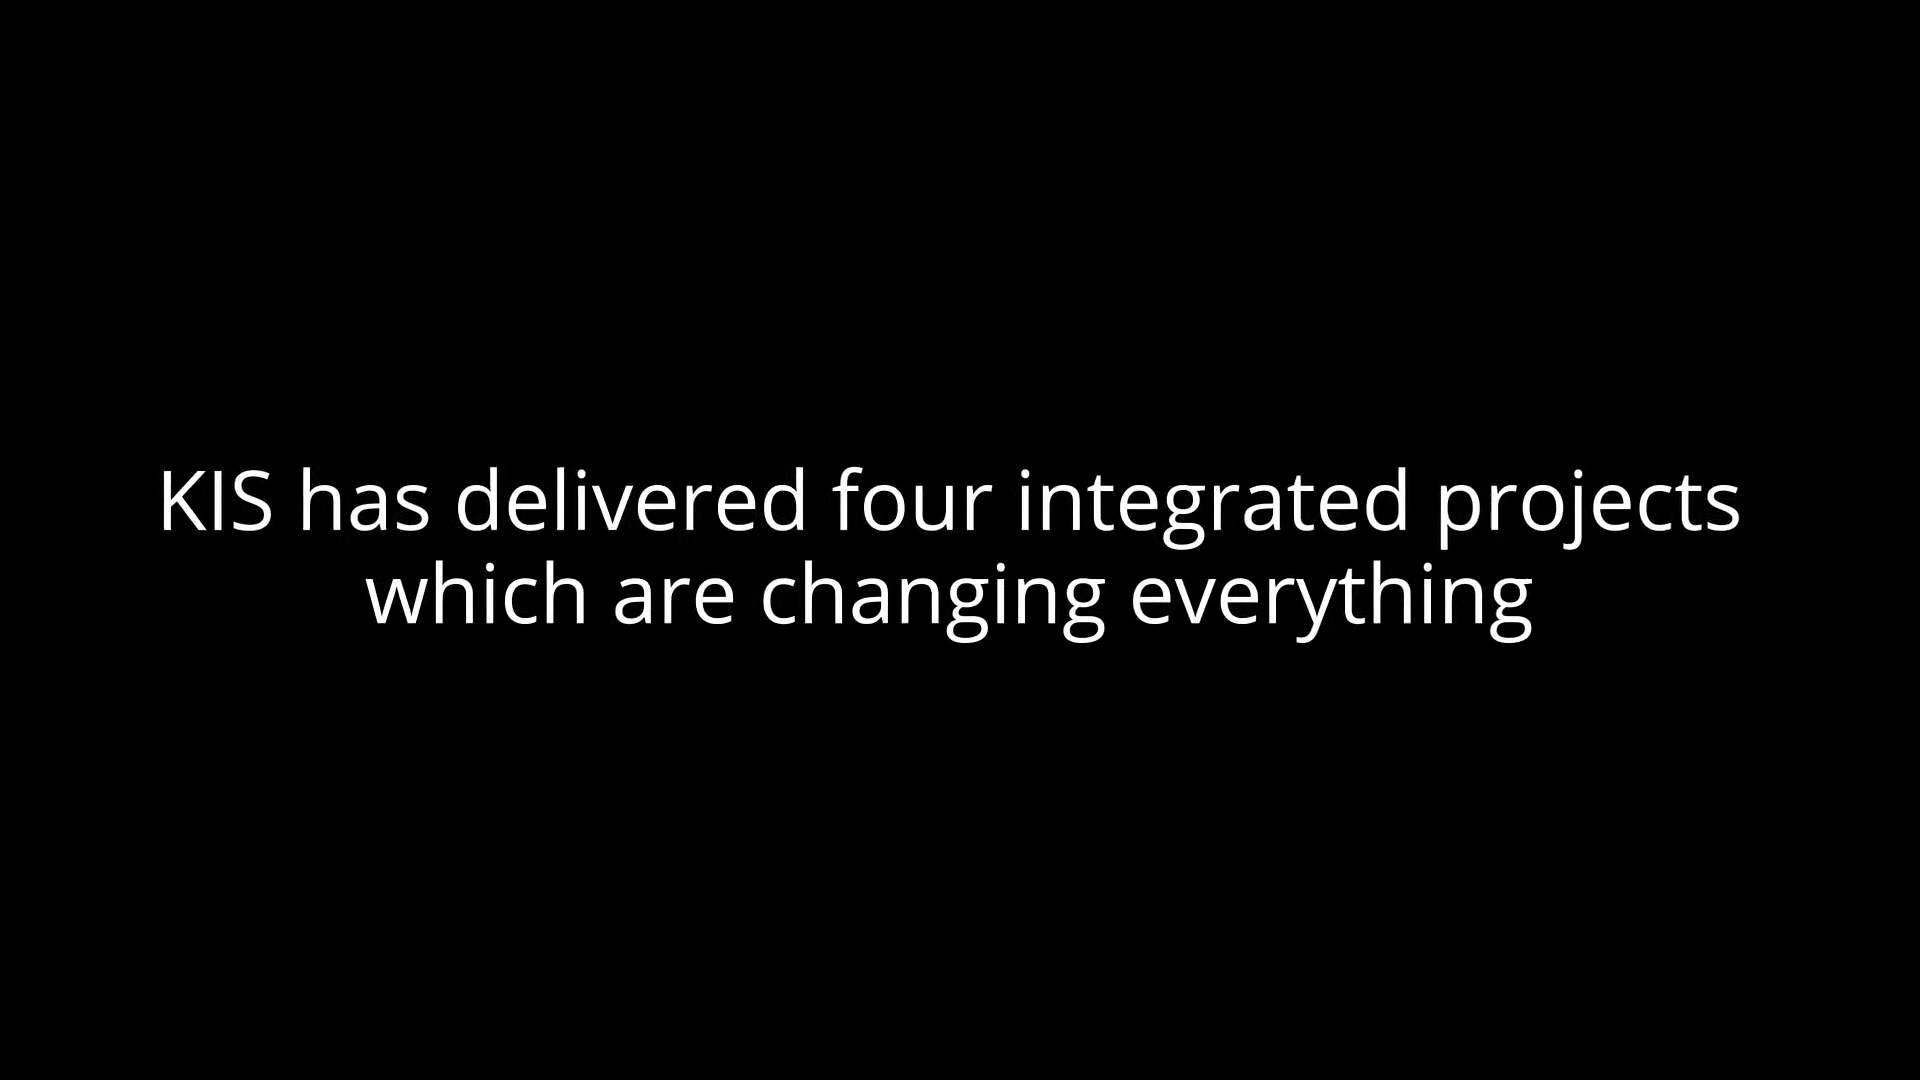 KIS has delivered four integrated projects
which are changing everything